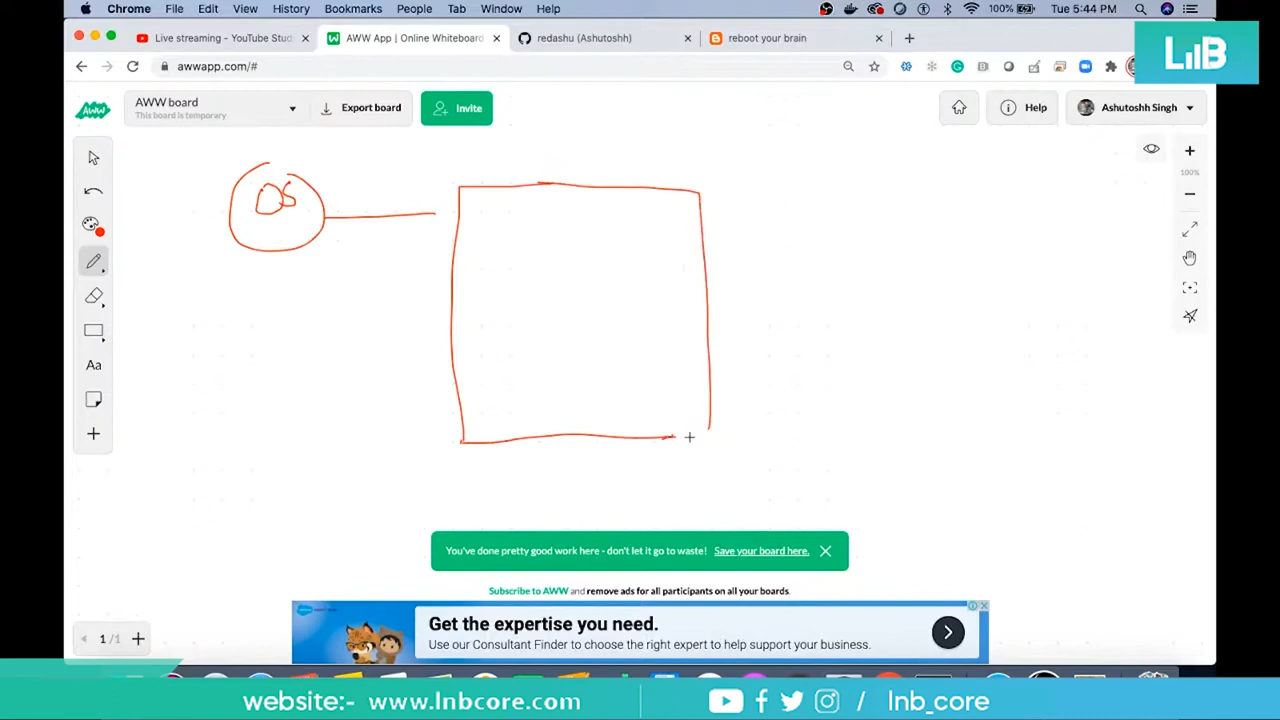 Chrome File Edit View History Bookmarks People Tab Window Help 100% Tue 5:44 PM
Live streaming - YouTube Stud
AWW App | Online Whiteboard
redashu (Ashutoshh)
reboot your brain
LNB
awwapp.com/#
AWW
AWW board
This board is temporary
Export board
Invite
Help
Ashutoshh Singh
100%
OS
Aa
You've done pretty good work here - don't let it go to waste! Save your board here.
Subscribe to AWW and remove ads for all participants on all your boards.
Get the expertise you need.
Use our Consultant Finder to choose the right expert to help support your business.
1/1
website:- www.lnbcore.com
/ lnb_core